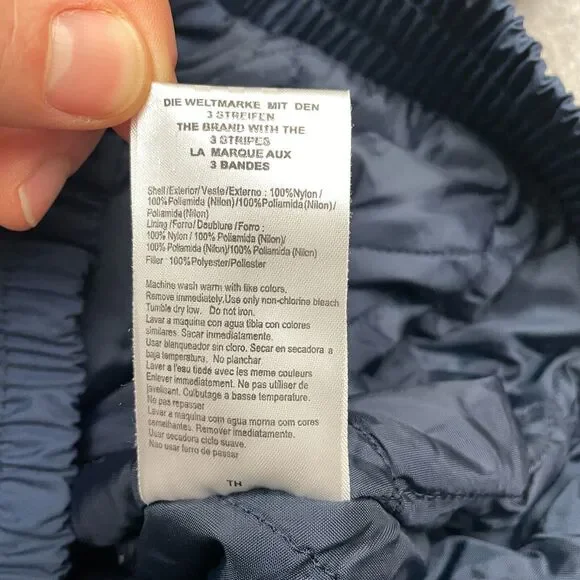 DIE WELTMARKE MIT DEN
3 STREIFEN
THE BRAND WITH THE
3 STRIPES
LA MARQUE AUX
3 BANDES
Shell/Exterior/Veste/Externo : 100%Nylon/
100%Poliamida (Nilon)/100%Poliamida(Nilon)/
Poliamida(Nilon)
Lining/Forro/ Doublure /Forro :
100% Nylon / 100% Poliamida (Nilon)/
100% Poliamida (Nilon)/100% Poliamida (Nilon)
Filler :100%Polyester/Poliester
Machine wash warm with like colors.
Remove immediately.Use only non-chlorine bleach
Tumble dry low. Do not iron.
Lavar a maquina con agua tibia con colores
similares. Sacar inmediatamente.
Usar blanqueador sin cloro. Secar en secadora a
baja temperatura. No planchar.
Laver a l'eau tiède avec les meme couleurs
Enlever immediatement. Ne pas utiliser de
javellisant. Culbutage a basse temperature.
Ne pas repasser
Lavar a maquina com agua morna com cores
semelhantes. Remover imediatamente.
Usar secadora ciclo suave.
Não usar ferro de passar
TH